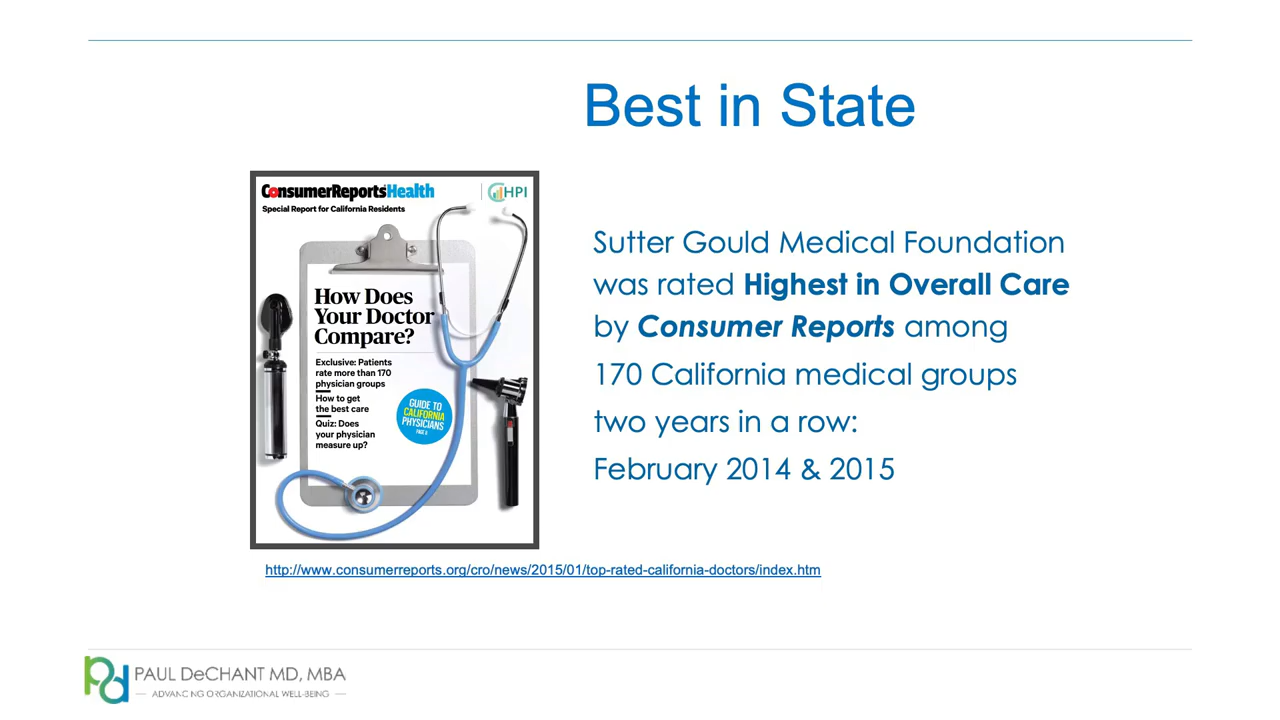 Best in State
ConsumerReports Health
CHPI
Special Report for California Residents
How Does
Your Doctor
Compare?
Exclusive: Patients
rate more than 170
physician groups
How to get
the best care
Quiz: Does
your physician
measure up?
GUIDE TO
CALIFORNIA
PHYSICIANS
Sutter Gould Medical Foundation
was rated Highest in Overall Care
by Consumer Reports among
170 California medical groups
two years in a row:
February 2014 & 2015
http://www.consumerreports.org/cro/news/2015/01/top-rated-california-doctors/index.htm
pd
PAUL DeCHANT MD, MBA
— ADVANCING ORGANIZATIONAL WELL-BEING —